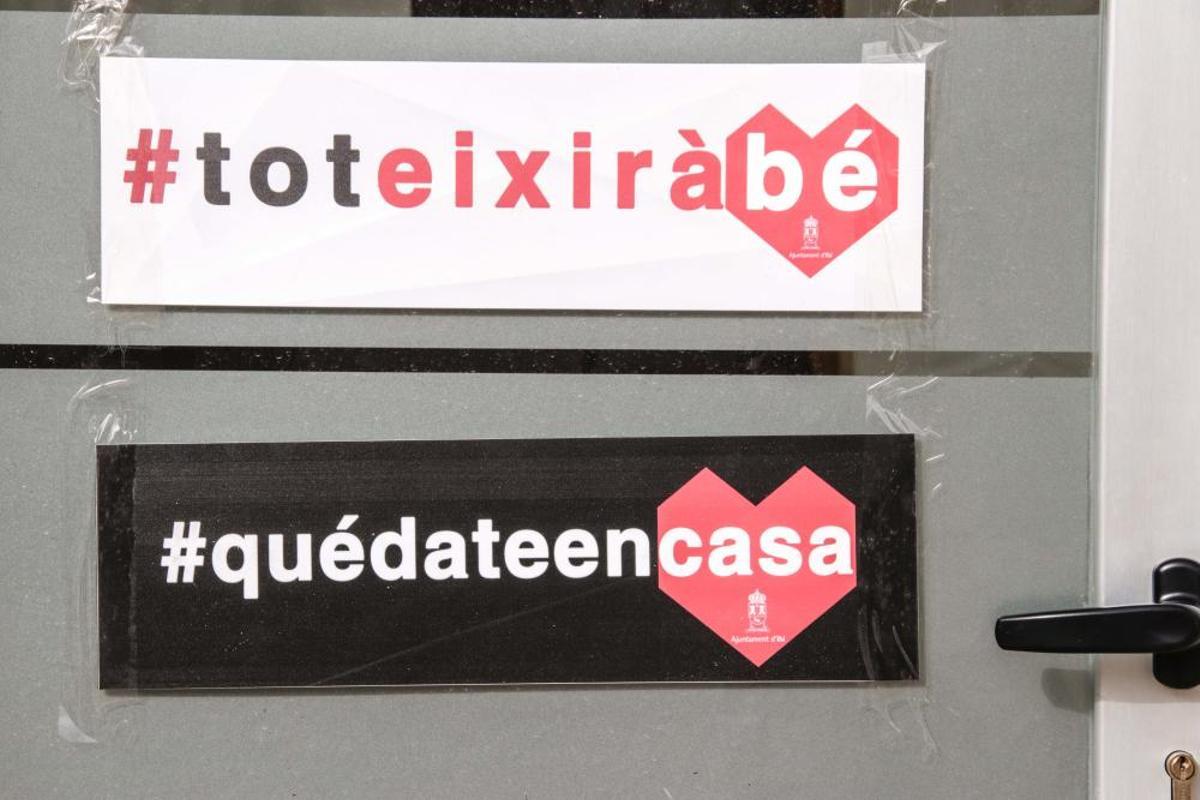 #toteixiràbé
Ajuntament d'Ibi
#quédateencasa
Ajuntament d'Ibi